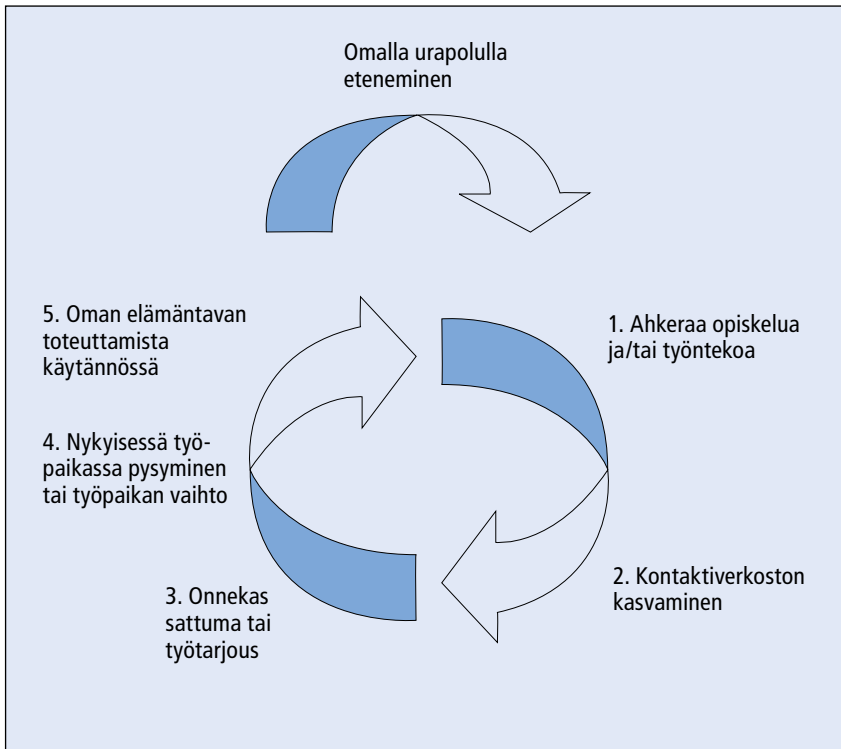 Omalla urapolulla
eteneminen
1. Ahkeraa opiskelua
ja/tai työntekoa
2. Kontaktiverkoston
kasvaminen
3. Onnekas
sattuma tai
työtarjous
4. Nykyisessä työ-
paikassa pysyminen
tai työpaikan vaihto
5. Oman elämäntavan
toteuttamista
käytännössä